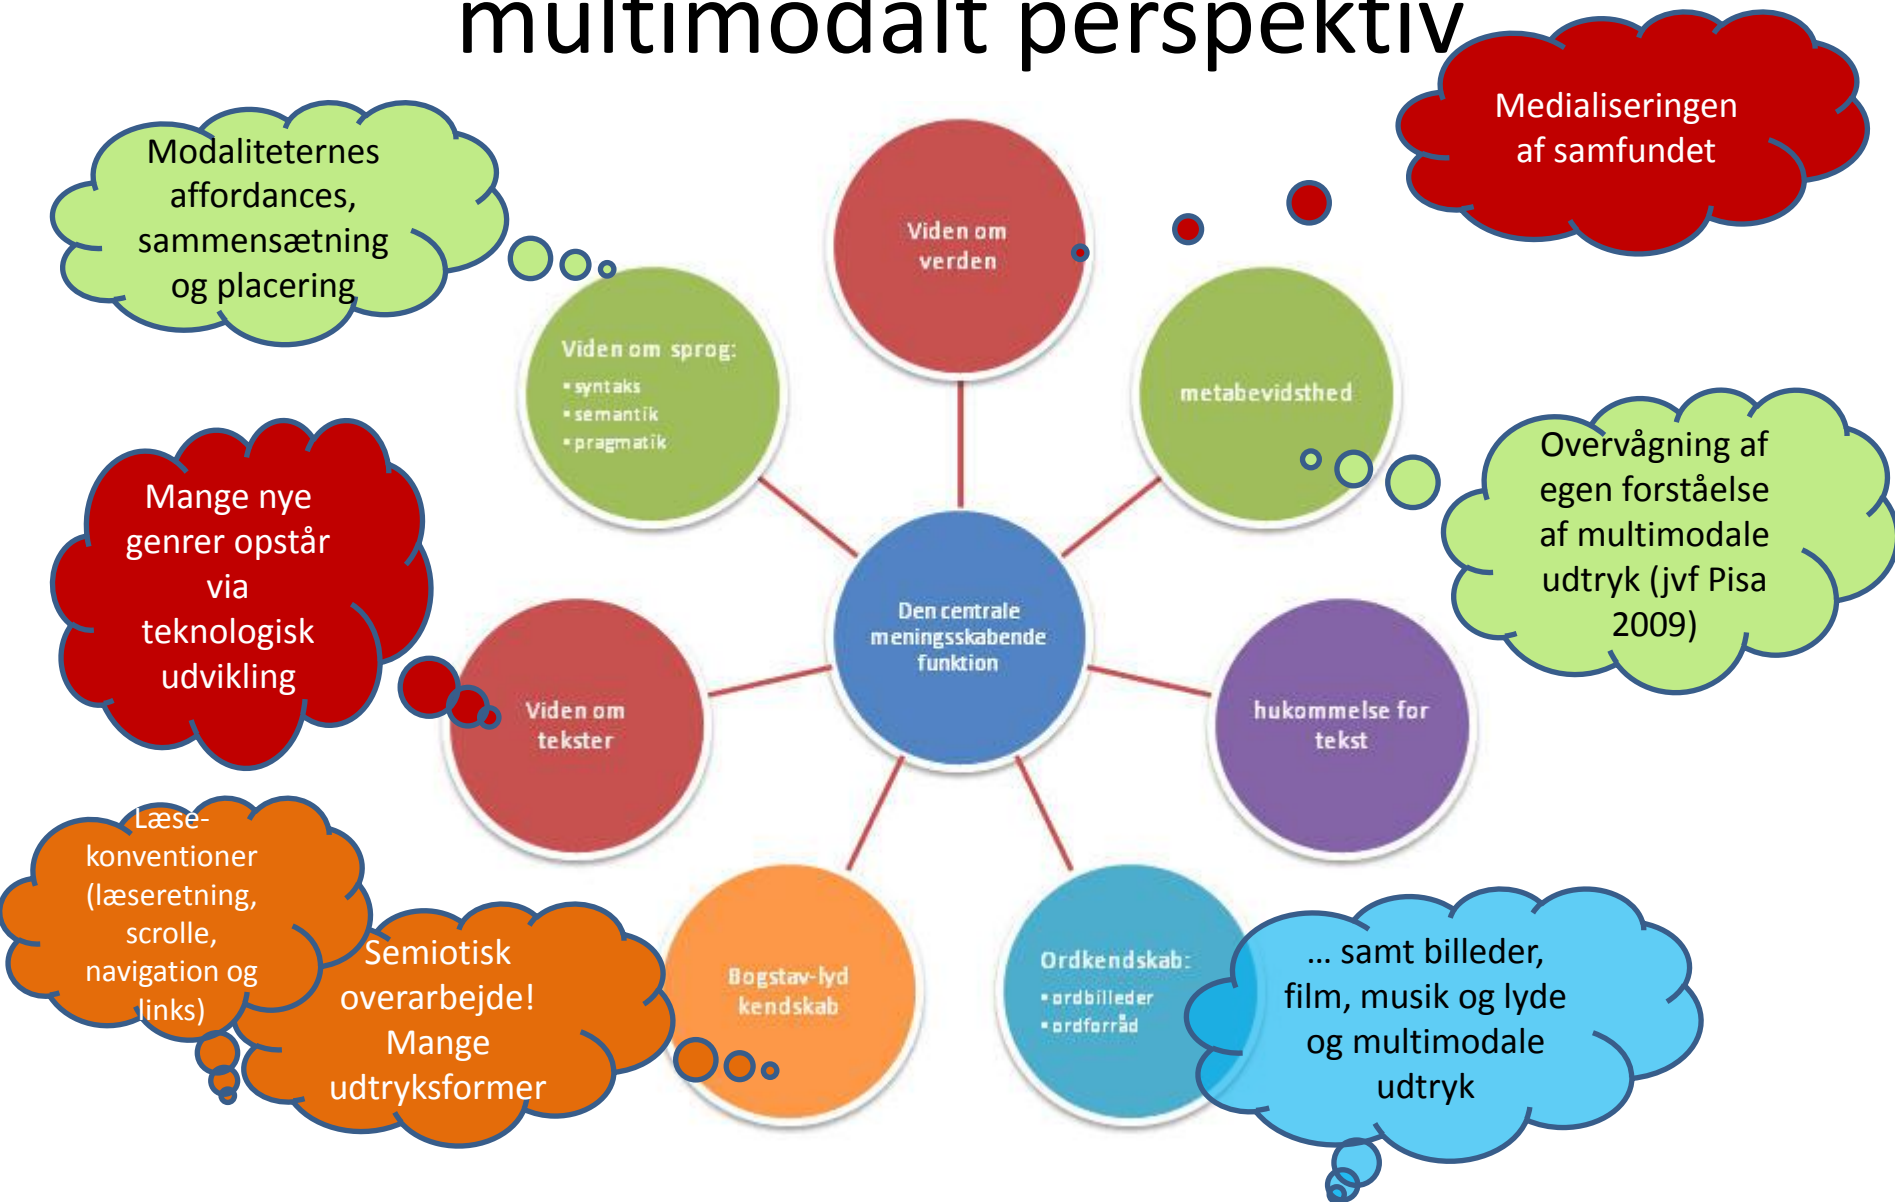 multimodalt perspektiv
Medialiseringen
af samfundet
Modaliteternes
affordances,
sammensætning
og placering
Viden om
verden
Viden om sprog:
▪ syntaks
▪ semantik
▪ pragmatik
metabevidsthed
Overvågning af
egen forståelse
af multimodale
udtryk (jvf Pisa
2009)
Mange nye
genrer opstår
via
teknologisk
udvikling
Den centrale
meningsskabende
funktion
Viden om
tekster
hukommelse for
tekst
Læse-
konventioner
(læseretning,
scrolle,
navigation og
links)
Semiotisk
overarbejde!
Mange
udtryksformer
Bogstav-lyd
kendskab
Ordkendskab:
▪ ordbilleder
▪ ordforråd
... samt billeder,
film, musik og lyde
og multimodale
udtryk